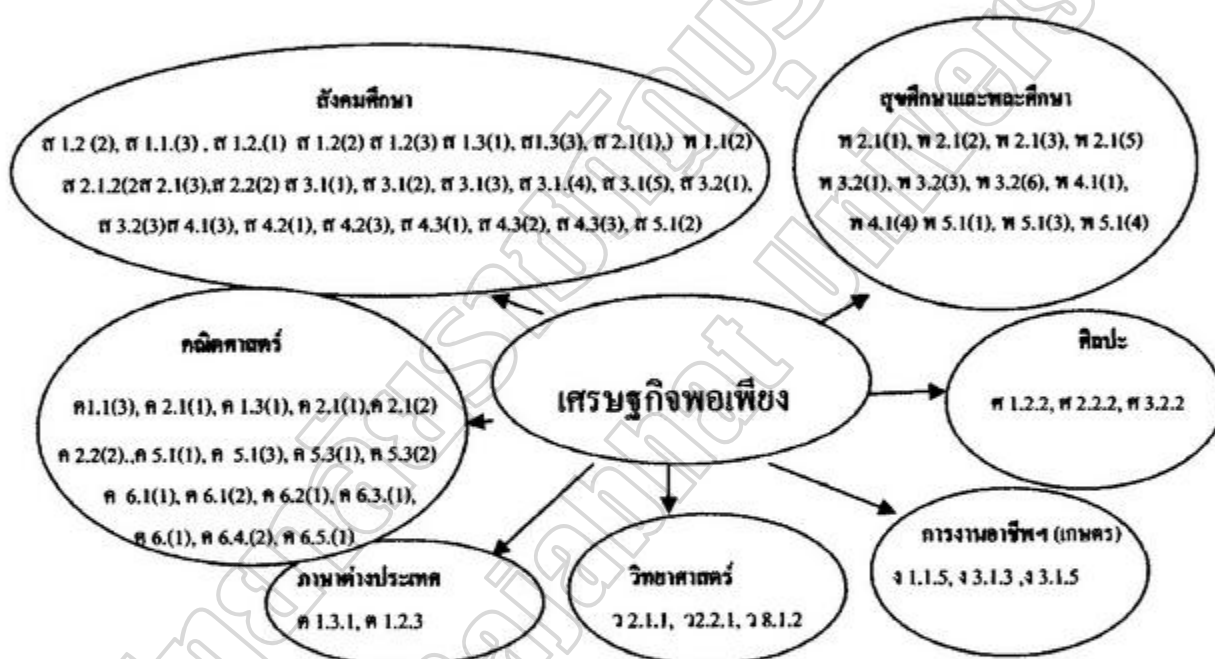 สังคมศึกษา
ส 1.2 (2), ส 1.1.(3) , ส 1.2.(1) ส 1.2(2) ส 1.2(3) ส 1.3(1), ส1.3(3), ส 2.1(1),) พ 1.1(2)
ส 2.1.2(2ส 2.1(3),ส 2.2(2) ส 3.1(1), ส 3.1(2), ส 3.1(3), ส 3.1.(4), ส 3.1(5), ส 3.2(1),
ส 3.2(3)ส 4.1(3), ส 4.2(1), ส 4.2(3), ส 4.3(1), ส 4.3(2), ส 4.3(3), ส 5.1(2)
สุขศึกษาและพละศึกษา
พ 2.1(1), พ 2.1(2), พ 2.1(3), พ 2.1(5)
พ 3.2(1), พ 3.2(3), พ 3.2(6), พ 4.1(1),
พ 4.1(4) พ 5.1(1), พ 5.1(3), พ 5.1(4)
คณิตศาสตร์
ค1.1(3), ค 2.1(1), ค 1.3(1), ค 2.1(1),ค 2.1(2)
ค 2.2(2).,ค 5.1(1), ค 5.1(3), ค 5.3(1), ค 5.3(2)
ค 6.1(1), ค 6.1(2), ค 6.2(1), ค 6.3.(1),
ค 6.(1), ค 6.4.(2), ค 6.5.(1)
เศรษฐกิจพอเพียง
ศิลปะ
ศ 1.2.2, ศ 2.2.2, ศ 3.2.2
ภาษาต่างประเทศ
ต 1.3.1, ต 1.2.3
วิทยาศาสตร์
ว 2.1.1, ว2.2.1, ว 8.1.2
การงานอาชีพฯ (เกษตร)
ง 1.1.5, ง 3.1.3 ,ง 3.1.5